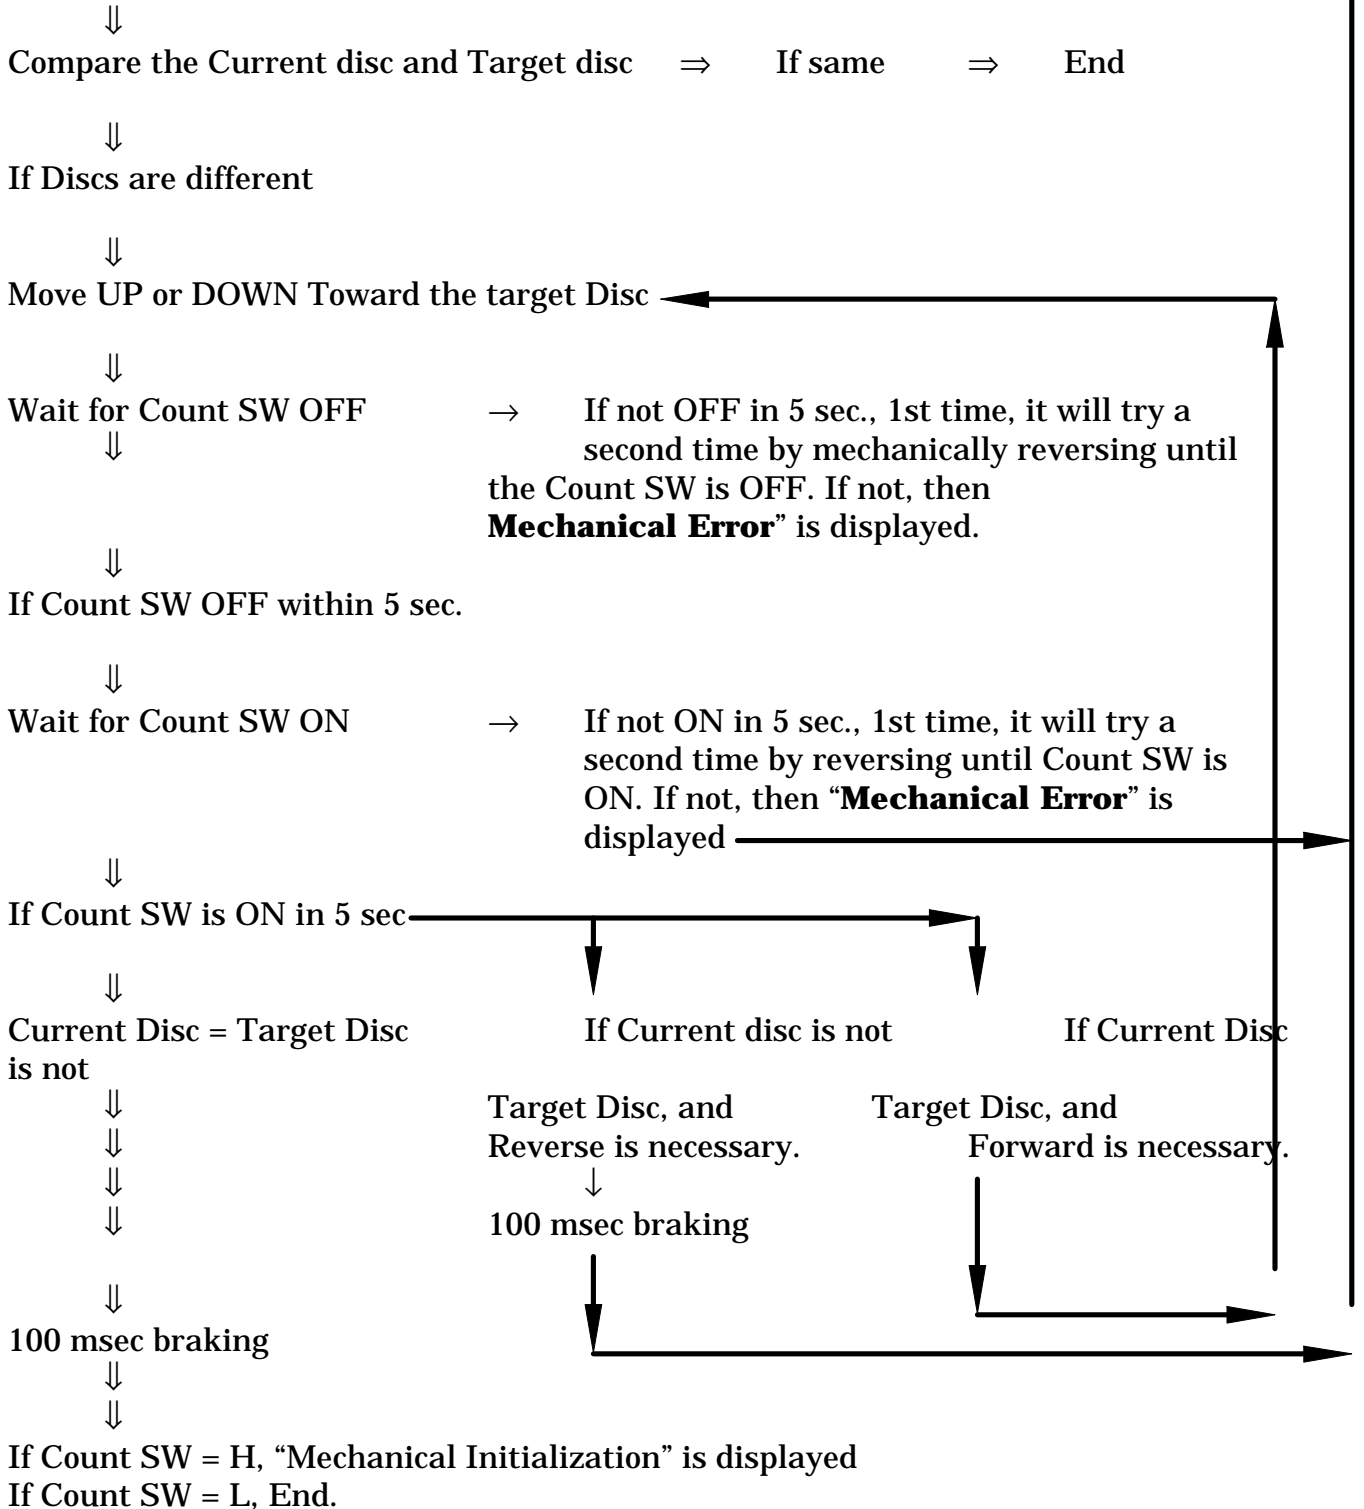 ⇓
Compare the Current disc and Target disc ⇒ If same ⇒ End
⇓
If Discs are different
⇓
Move UP or DOWN Toward the target Disc
⇓
Wait for Count SW OFF → If not OFF in 5 sec., 1st time, it will try a
⇓ second time by mechanically reversing until
the Count SW is OFF. If not, then
Mechanical Error” is displayed.
⇓
If Count SW OFF within 5 sec.
⇓
Wait for Count SW ON → If not ON in 5 sec., 1st time, it will try a
second time by reversing until Count SW is
ON. If not, then “Mechanical Error” is
displayed
⇓
If Count SW is ON in 5 sec
⇓
Current Disc = Target Disc If Current disc is not If Current Disc
is not
⇓ Target Disc, and Target Disc, and
⇓ Reverse is necessary. Forward is necessary.
⇓ ↓
⇓ 100 msec braking
⇓
100 msec braking
⇓
⇓
If Count SW = H, “Mechanical Initialization” is displayed
If Count SW = L, End.